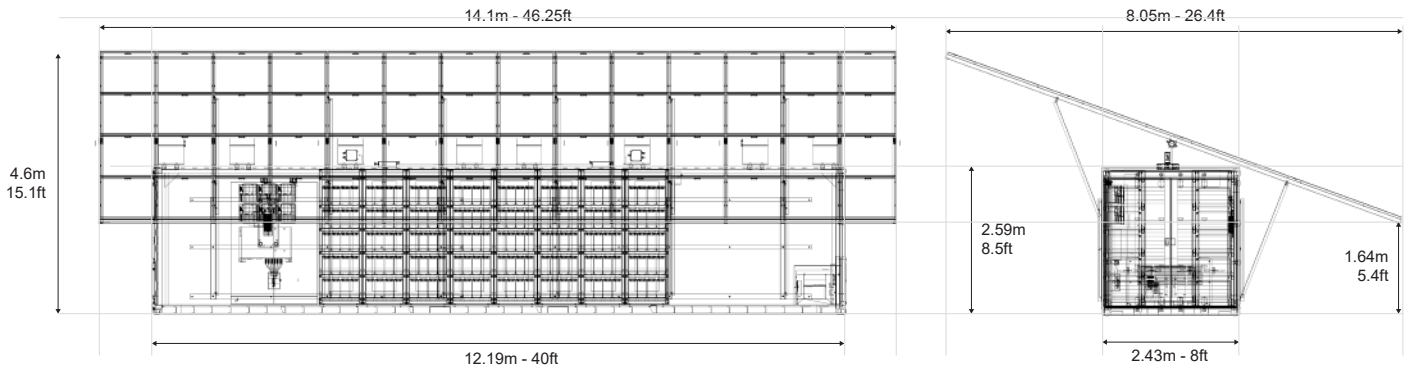 14.1m - 46.25ft
8.05m - 26.4ft
4.6m
15.1ft
2.59m
8.5ft
1.64m
5.4ft
12.19m - 40ft
2.43m - 8ft